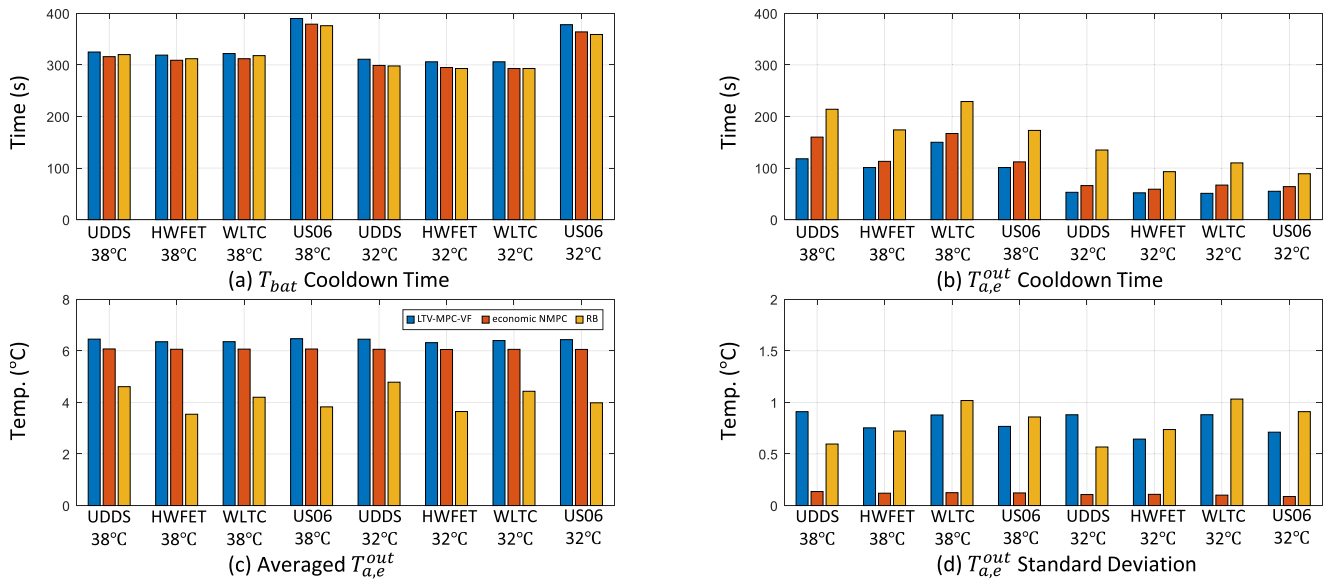 400
300
200
100
0
Time (s)
UDDS HWFET WLTC US06 UDDS HWFET WLTC US06
38°C 38°C 38°C 38°C 32°C 32°C 32°C 32°C
(a) T_bat Cooldown Time
400
300
200
100
0
Time (s)
UDDS HWFET WLTC US06 UDDS HWFET WLTC US06
38°C 38°C 38°C 38°C 32°C 32°C 32°C 32°C
(b) T_{a,e}^{out} Cooldown Time
8
6
4
2
0
Temp. (°C)
LTV-MPC-VF economic NMPC RB
UDDS HWFET WLTC US06 UDDS HWFET WLTC US06
38°C 38°C 38°C 38°C 32°C 32°C 32°C 32°C
(c) Averaged T_{a,e}^{out}
2
1.5
1
0.5
0
Temp. (°C)
UDDS HWFET WLTC US06 UDDS HWFET WLTC US06
38°C 38°C 38°C 38°C 32°C 32°C 32°C 32°C
(d) T_{a,e}^{out} Standard Deviation